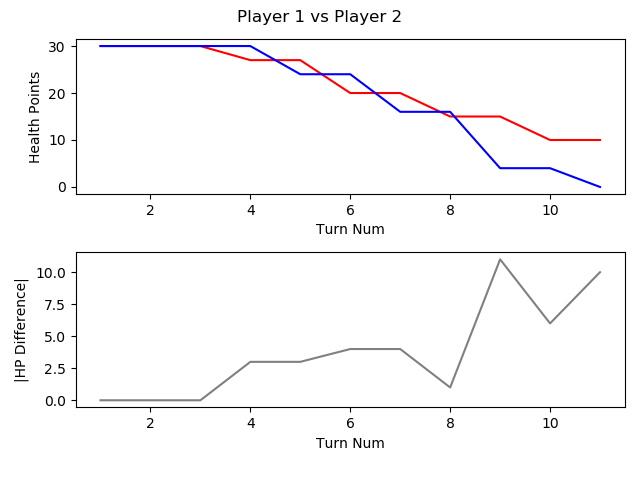 Player 1 vs Player 2
30
20
10
0
Health Points
2 4 6 8 10
Turn Num
10.0
7.5
5.0
2.5
0.0
|HP Difference|
2 4 6 8 10
Turn Num